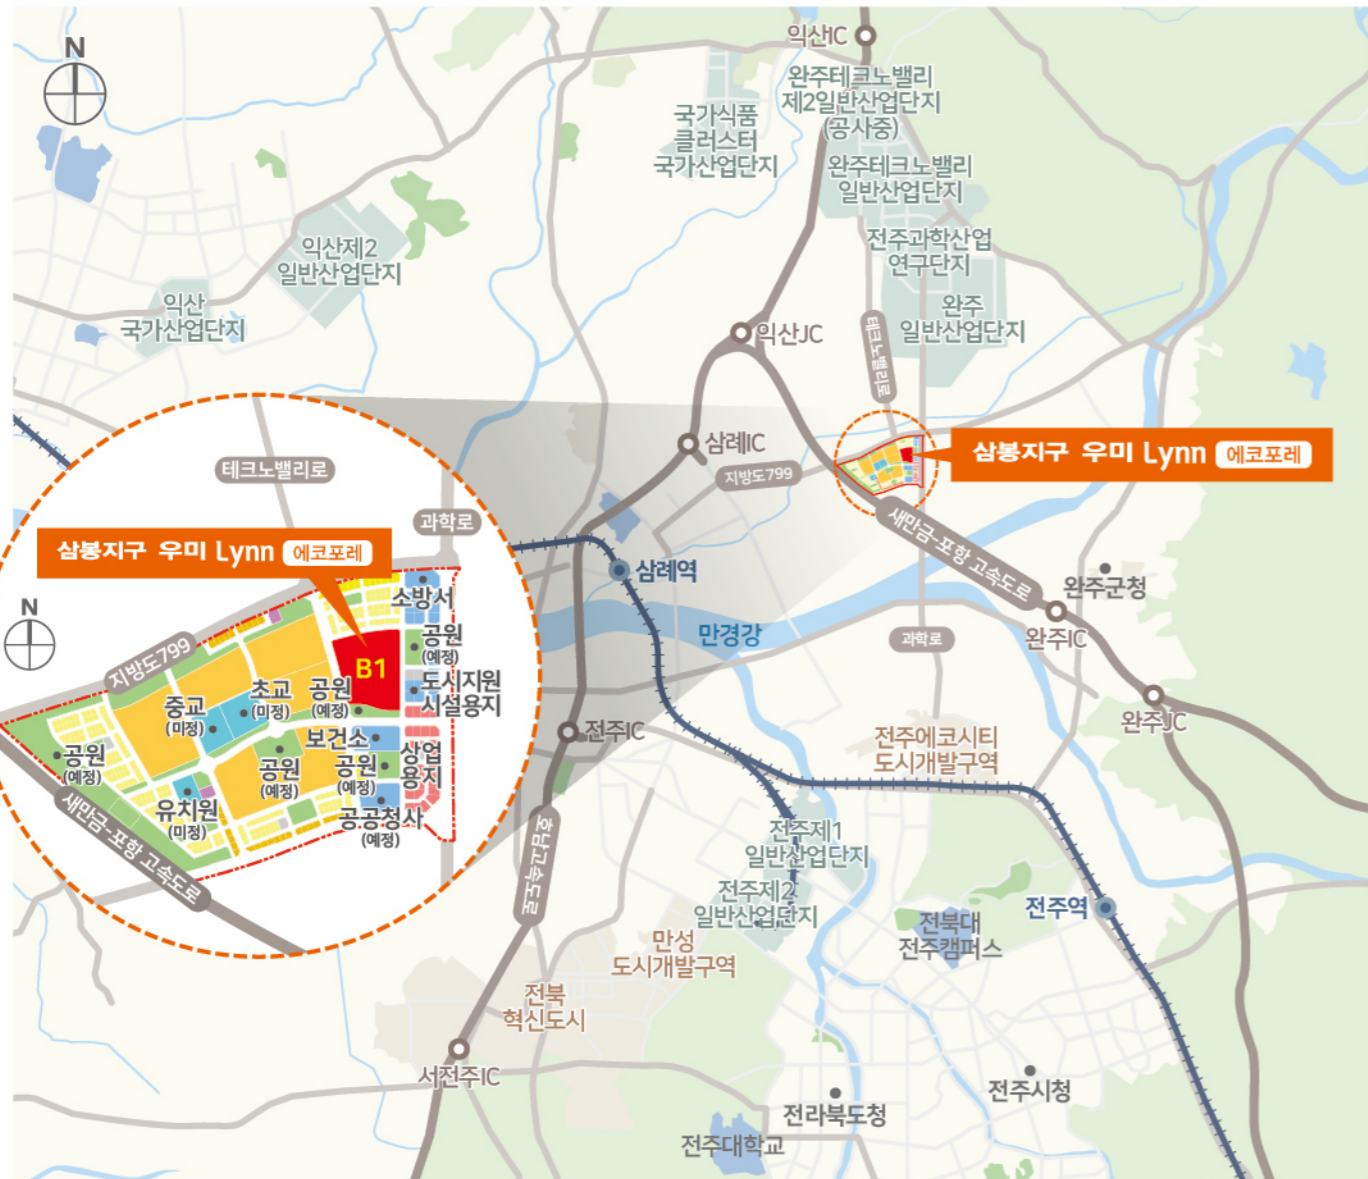 N
익산IC
완주테크노밸리
제2일반산업단지
(공사중)
국가식품
클러스터
국가산업단지
완주테크노밸리
일반산업단지
전주과학산업
연구단지
익산제2
일반산업단지
익산
국가산업단지
완주
일반산업단지
익산JC
테크노밸리로
삼례IC
지방도799
삼봉지구 우미 Lynn 에코포레
새만금-포항 고속도로
완주군청
완주IC
완주JC
과학로
삼례역
만경강
전주IC
전주에코시티
도시개발구역
호남고속도로
전주제1
일반산업단지
전주제2
일반산업단지
전주역
전북대
전주캠퍼스
만성
도시개발구역
전북
혁신도시
서전주IC
전주시청
전라북도청
전주대학교
테크노밸리로
과학로
삼봉지구 우미 Lynn 에코포레
N
소방서
공원
(예정)
B1
지방도799
도시지원
시설용지
초교
(미정)
중교
(미정)
공원
(예정)
보건소
상업
용지
공원
(예정)
공원
(예정)
공원
(예정)
유치원
(미정)
공공청사
(예정)
새만금-포항 고속도로